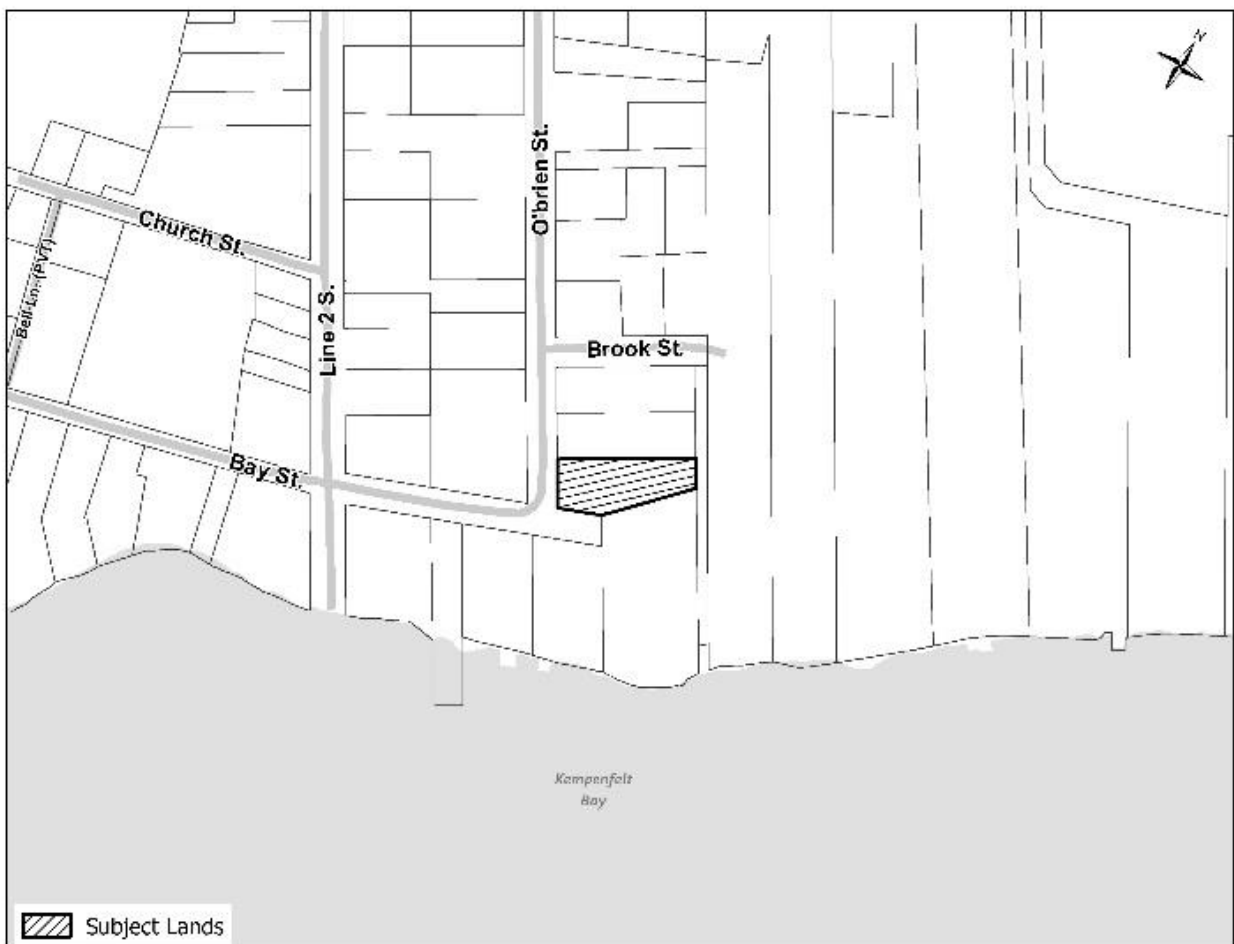 N
Church St.
Bell Ln. (PVT)
O'brien St.
Line 2 S.
Brook St.
Bay St.
Kempenfelt
Bay
Subject Lands